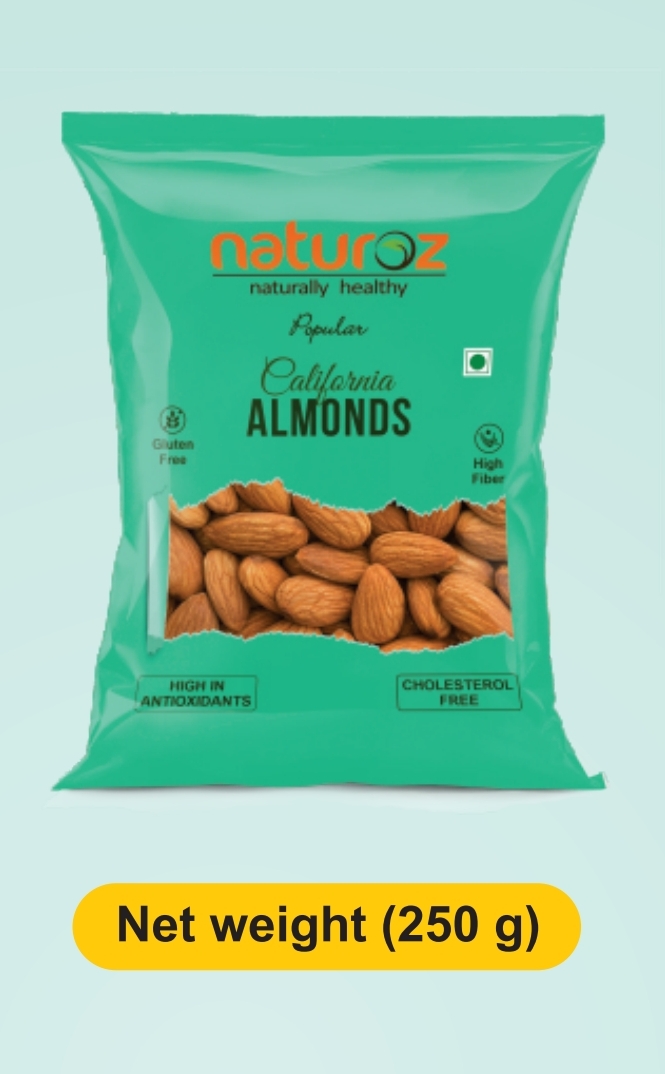 naturoz
naturally healthy
Popular
California
ALMONDS
Gluten
Free
High
Fiber
HIGH IN
ANTIOXIDANTS
CHOLESTEROL
FREE
Net weight (250 g)